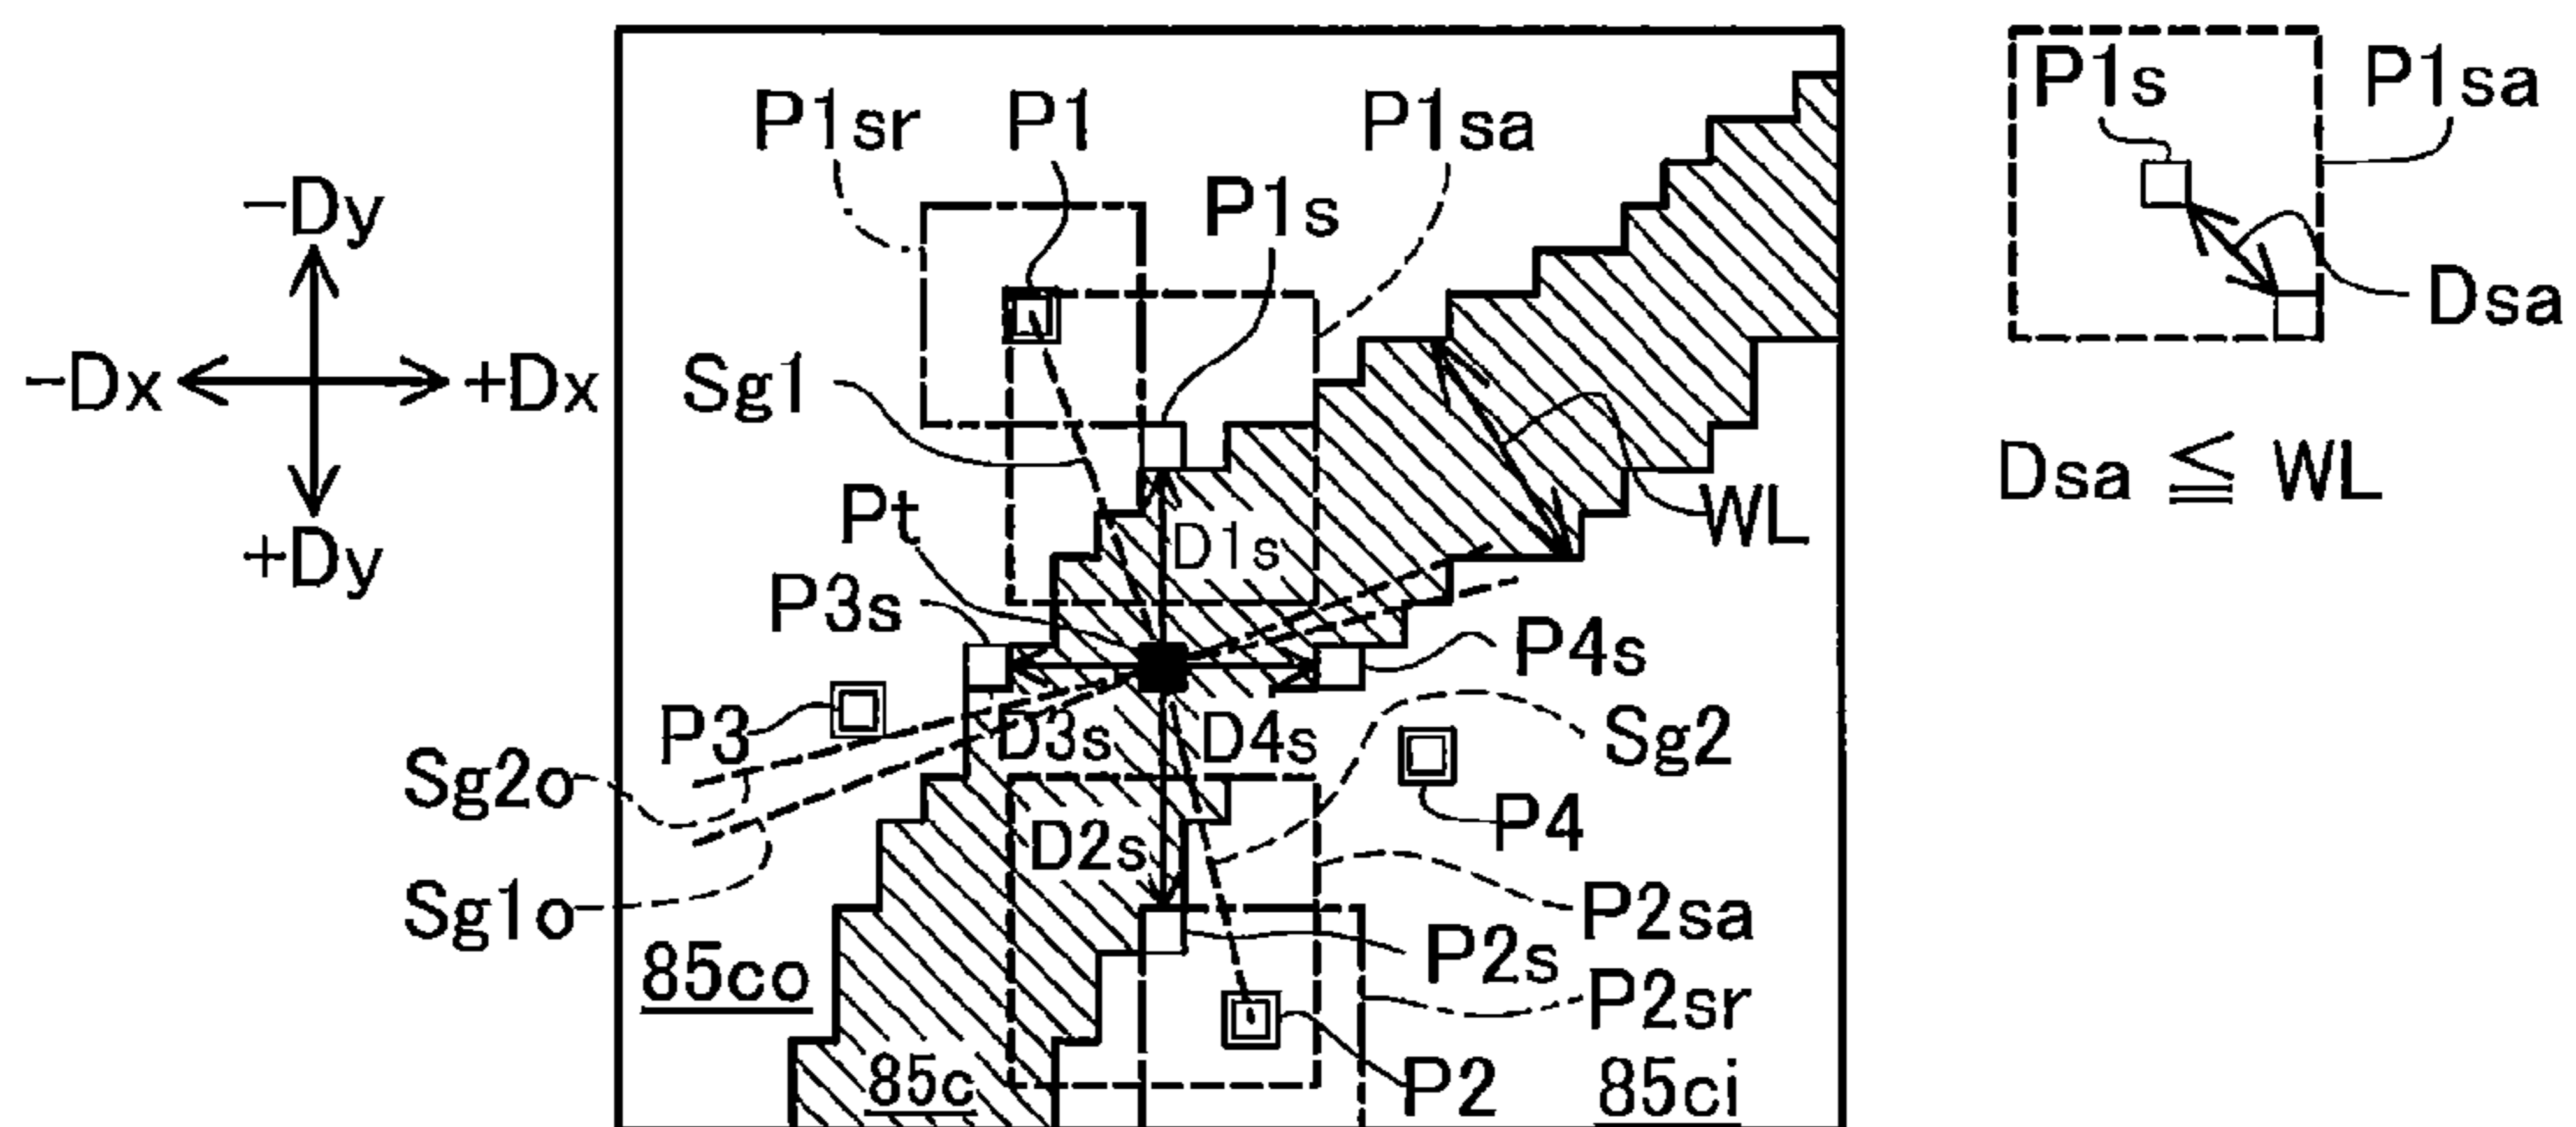 P1sr
P1
P1sa
P1s
−Dy
−Dx
+Dx
+Dy
Sg1
Pt
P3s
D1s
WL
P4s
P3
D3s
D4s
Sg2
Sg2o
P4
D2s
Sg1o
P2sa
P2s
85co
P2sr
85c
P2
85ci
P1s
P1sa
Dsa
Dsa ≦ WL